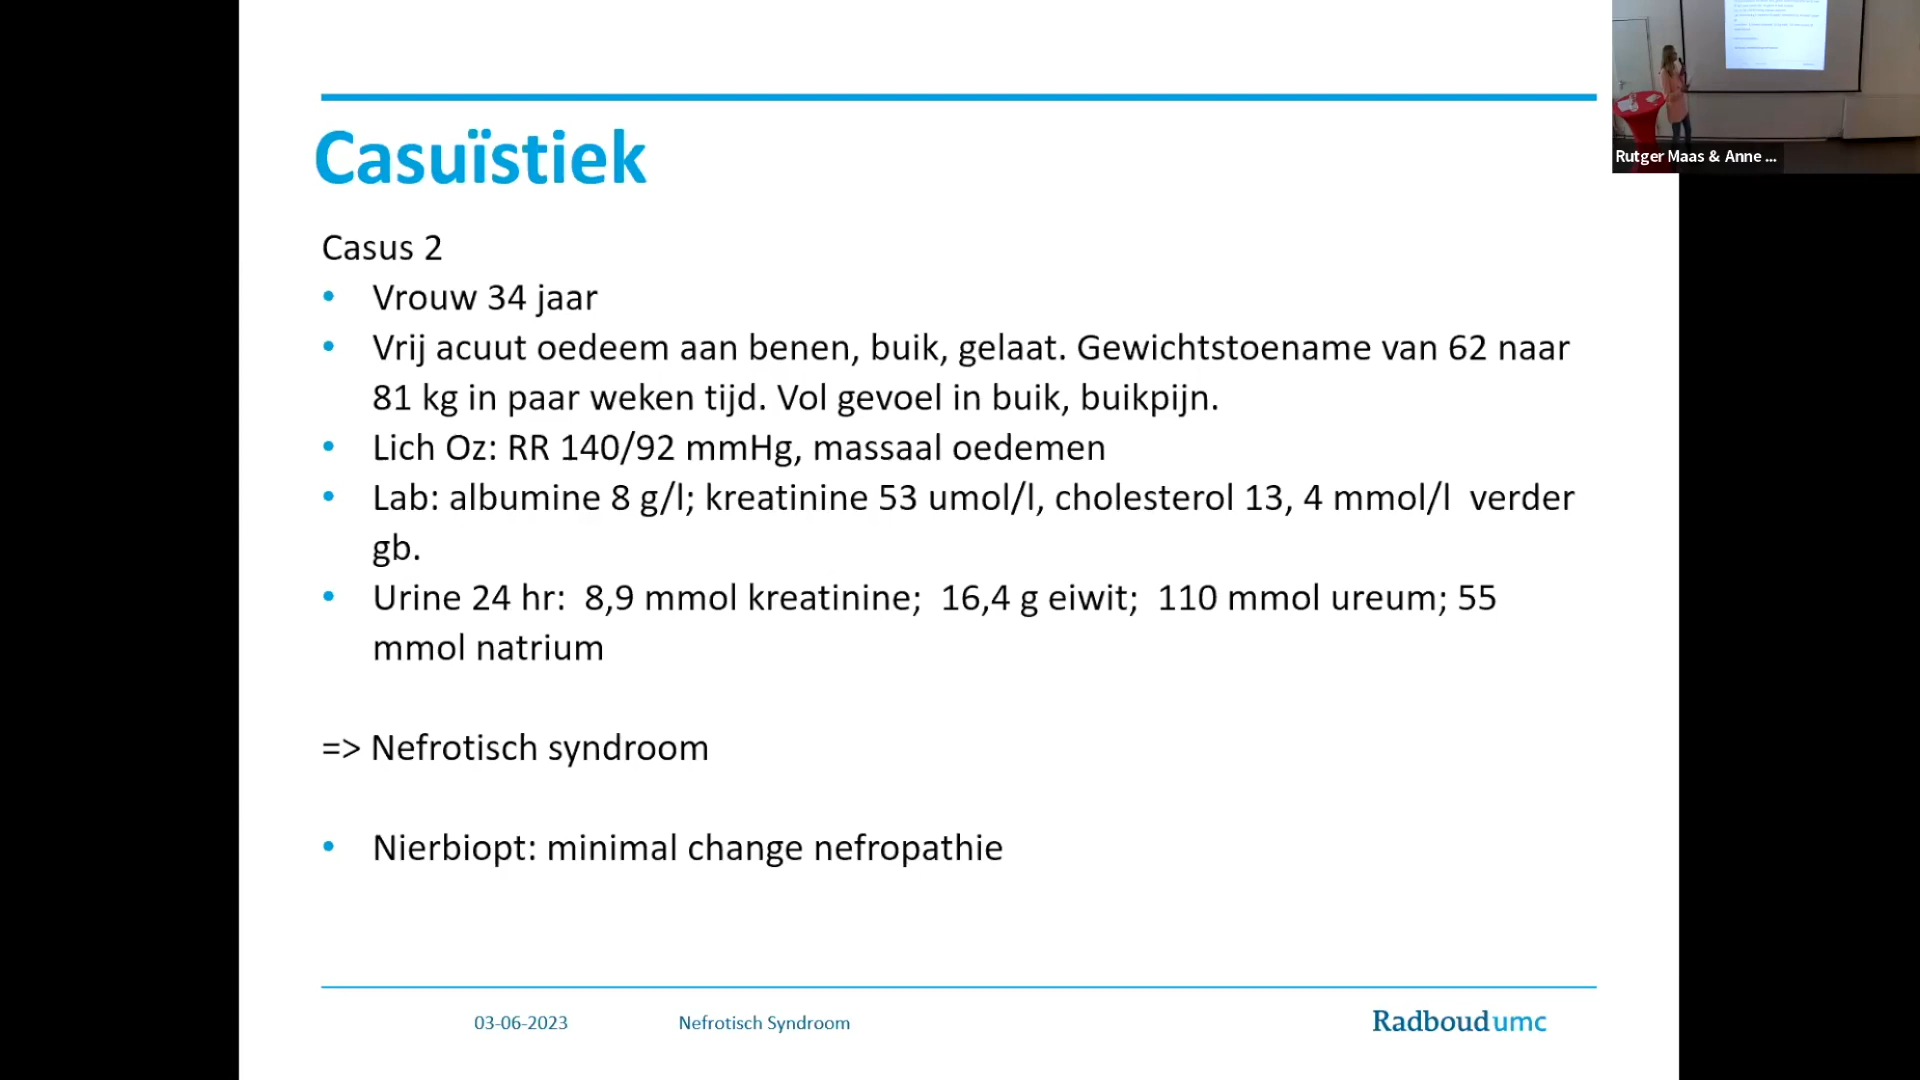 Casuïstiek
Casus 2
• Vrouw 34 jaar
• Vrij acuut oedeem aan benen, buik, gelaat. Gewichtstoename van 62 naar
81 kg in paar weken tijd. Vol gevoel in buik, buikpijn.
• Lich Oz: RR 140/92 mmHg, massaal oedemen
• Lab: albumine 8 g/l; kreatinine 53 umol/l, cholesterol 13, 4 mmol/l  verder
gb.
• Urine 24 hr:  8,9 mmol kreatinine;  16,4 g eiwit;  110 mmol ureum; 55
mmol natrium
=> Nefrotisch syndroom
• Nierbiopt: minimal change nefropathie
03-06-2023
Nefrotisch Syndroom
Radboudumc
Rutger Maas & Anne ...